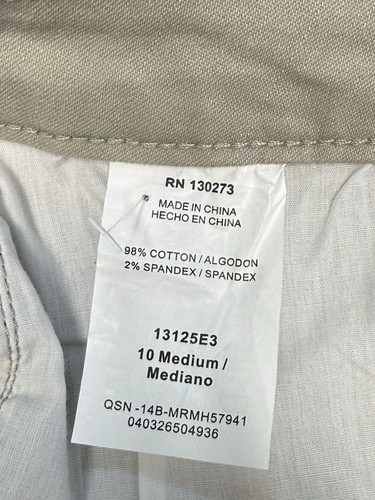 RN 130273
MADE IN CHINA
HECHO EN CHINA
98% COTTON / ALGODON
2% SPANDEX / SPANDEX
13125E3
10 Medium /
Mediano
QSN -14B-MRMH57941
040326504936